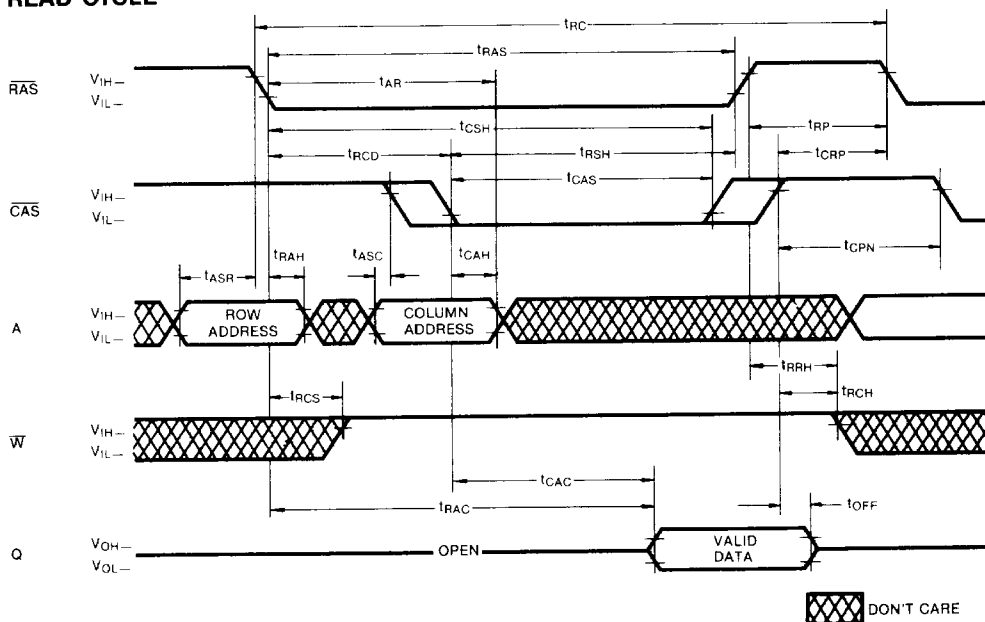 READ CYCLE
tRC
tRAS
tAR
RAS
VIH
VIL
tCSH
tRP
tRCD
tRSH
tCRP
tCAS
CAS
VIH
VIL
tCPN
tASR
tRAH
tASC
tCAH
A
VIH
VIL
ROW ADDRESS
COLUMN ADDRESS
tRRH
tRCS
tRCH
W
VIH
VIL
tCAC
tRAC
tOFF
Q
VOH
VOL
OPEN
VALID DATA
DON'T CARE